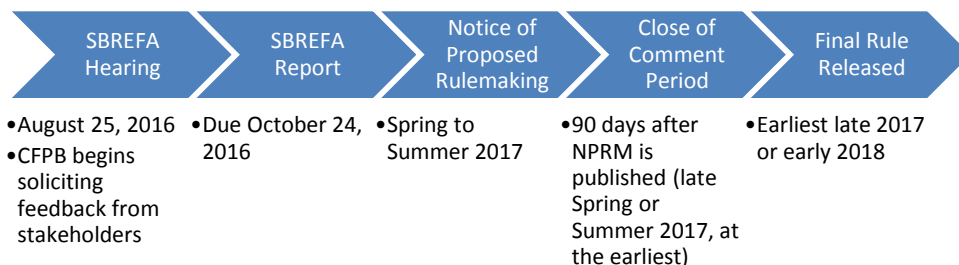 SBREFA
Hearing
SBREFA
Report
Notice of
Proposed
Rulemaking
Close of
Comment
Period
Final Rule
Released
•August 25, 2016
•CFPB begins
soliciting
feedback from
stakeholders
•Due October 24,
2016
•Spring to
Summer 2017
•90 days after
NPRM is
published (late
Spring or
Summer 2017, at
the earliest)
•Earliest late 2017
or early 2018